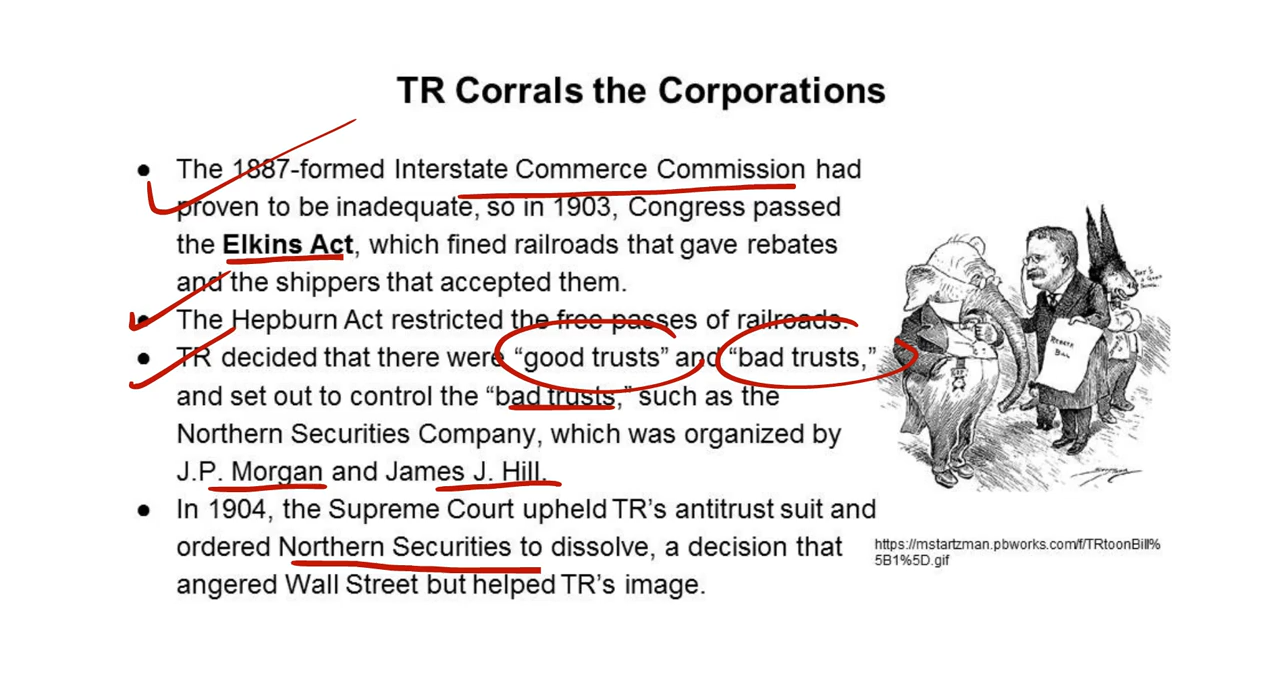 TR Corrals the Corporations
● The 1887-formed Interstate Commerce Commission had
proven to be inadequate, so in 1903, Congress passed
the Elkins Act, which fined railroads that gave rebates
and the shippers that accepted them.
● The Hepburn Act restricted the free passes of railroads.
● TR decided that there were “good trusts” and “bad trusts,”
and set out to control the “bad trusts,” such as the
Northern Securities Company, which was organized by
J.P. Morgan and James J. Hill.
● In 1904, the Supreme Court upheld TR’s antitrust suit and
ordered Northern Securities to dissolve, a decision that
angered Wall Street but helped TR’s image.
REBATE
BILL
https://mstartzman.pbworks.com/f/TRtoonBill%
5B1%5D.gif